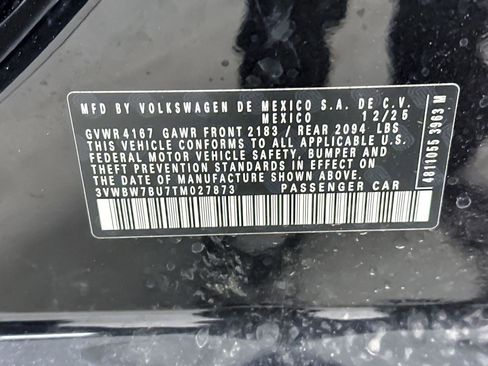 MFD BY VOLKSWAGEN DE MEXICO S.A. DE C.V.
MEXICO 12/25
GVWR 4167 GAWR FRONT 2183 / REAR 2094 LBS
THIS VEHICLE CONFORMS TO ALL APPLICABLE U.S.
FEDERAL MOTOR VEHICLE SAFETY, BUMPER AND
THEFT PREVENTION STANDARDS IN EFFECT ON
THE DATE OF MANUFACTURE SHOWN ABOVE.
3VWBW7BU7TM027873 PASSENGER CAR
4811055 3963 M